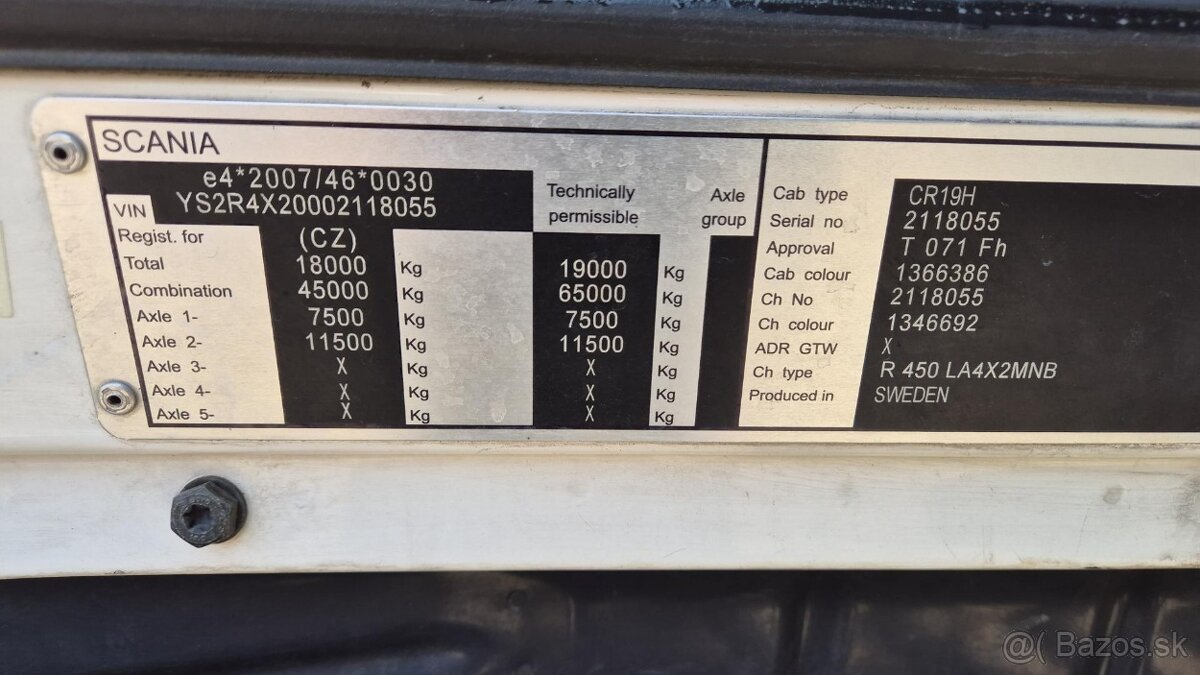 SCANIA
e4*2007/46*0030
VIN YS2R4X20002118055
Technically permissible
Axle group
Regist. for (CZ)
Total 18000 Kg 19000 Kg
Combination 45000 Kg 65000 Kg
Axle 1- 7500 Kg 7500 Kg
Axle 2- 11500 Kg 11500 Kg
Axle 3- X Kg X Kg
Axle 4- X Kg X Kg
Axle 5- X Kg X Kg
Cab type CR19H
Serial no 2118055
Approval T 071 Fh
Cab colour 1366386
Ch No 2118055
Ch colour 1346692
ADR GTW X
Ch type R 450 LA4X2MNB
Produced in SWEDEN
@( Bazos.sk